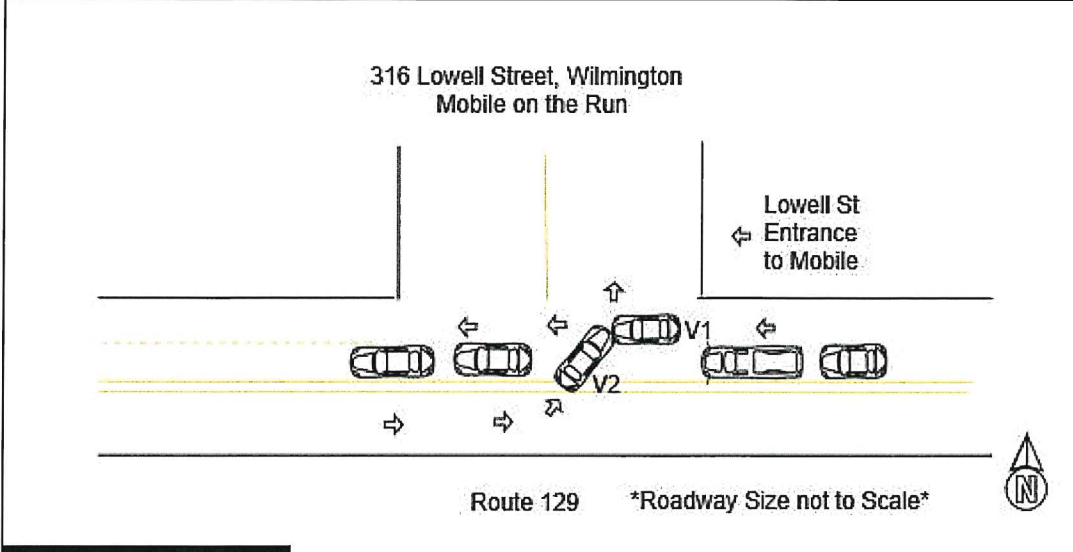 316 Lowell Street, Wilmington
Mobile on the Run
Lowell St
Entrance
to Mobile
V1
V2
Route 129
*Roadway Size not to Scale*
N